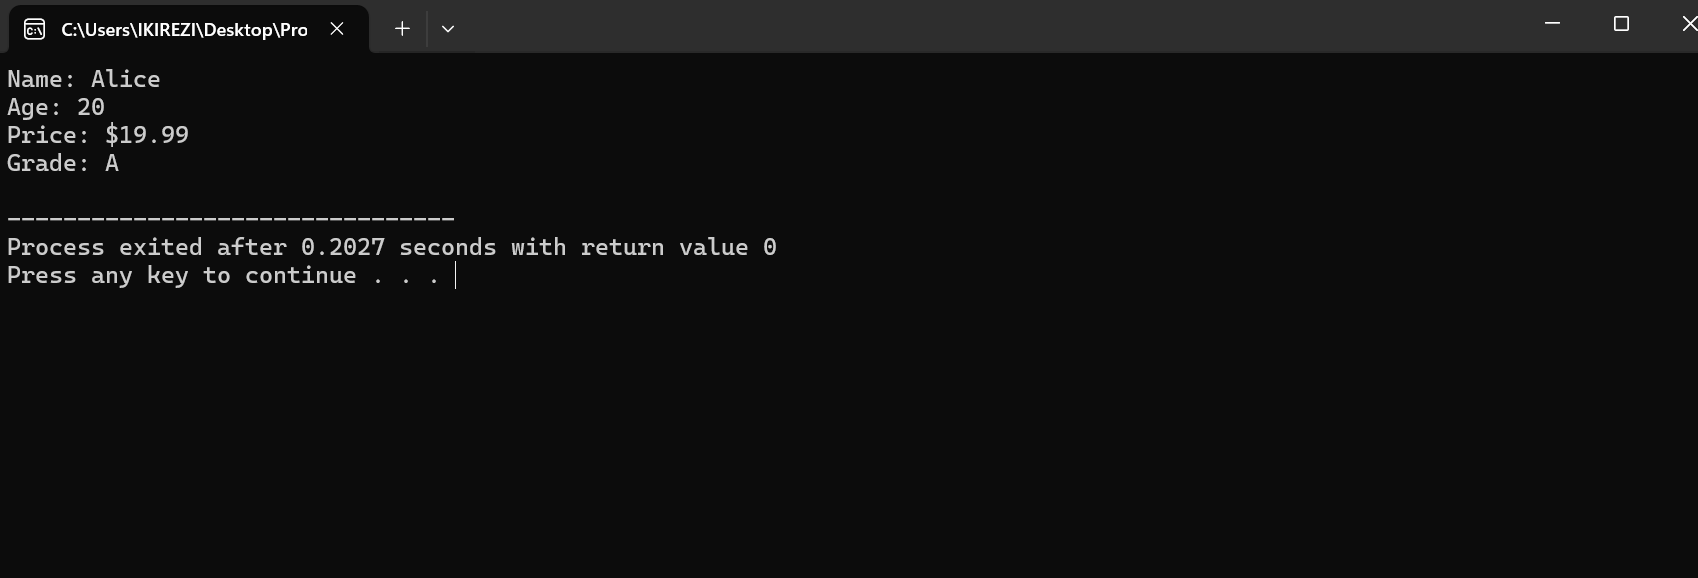 C:\Users\IKIREZI\Desktop\Pro
Name: Alice
Age: 20
Price: $19.99
Grade: A
--------------------------------
Process exited after 0.2027 seconds with return value 0
Press any key to continue . . .